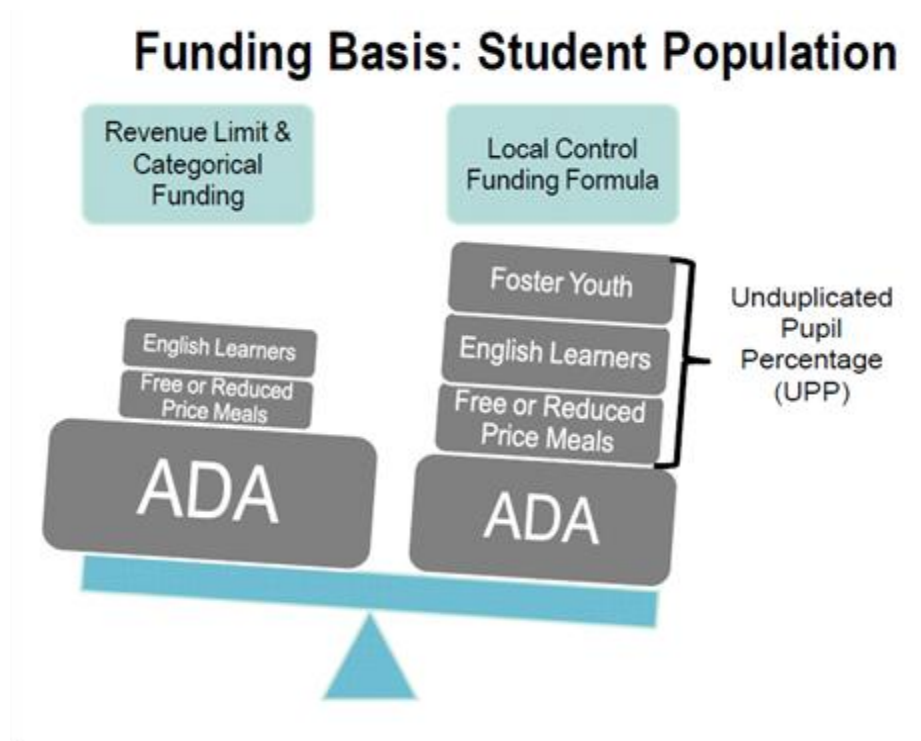 Funding Basis: Student Population
Revenue Limit &
Categorical
Funding
Local Control
Funding Formula
English Learners
Free or Reduced
Price Meals
ADA
Foster Youth
English Learners
Free or Reduced
Price Meals
ADA
Unduplicated
Pupil
Percentage
(UPP)